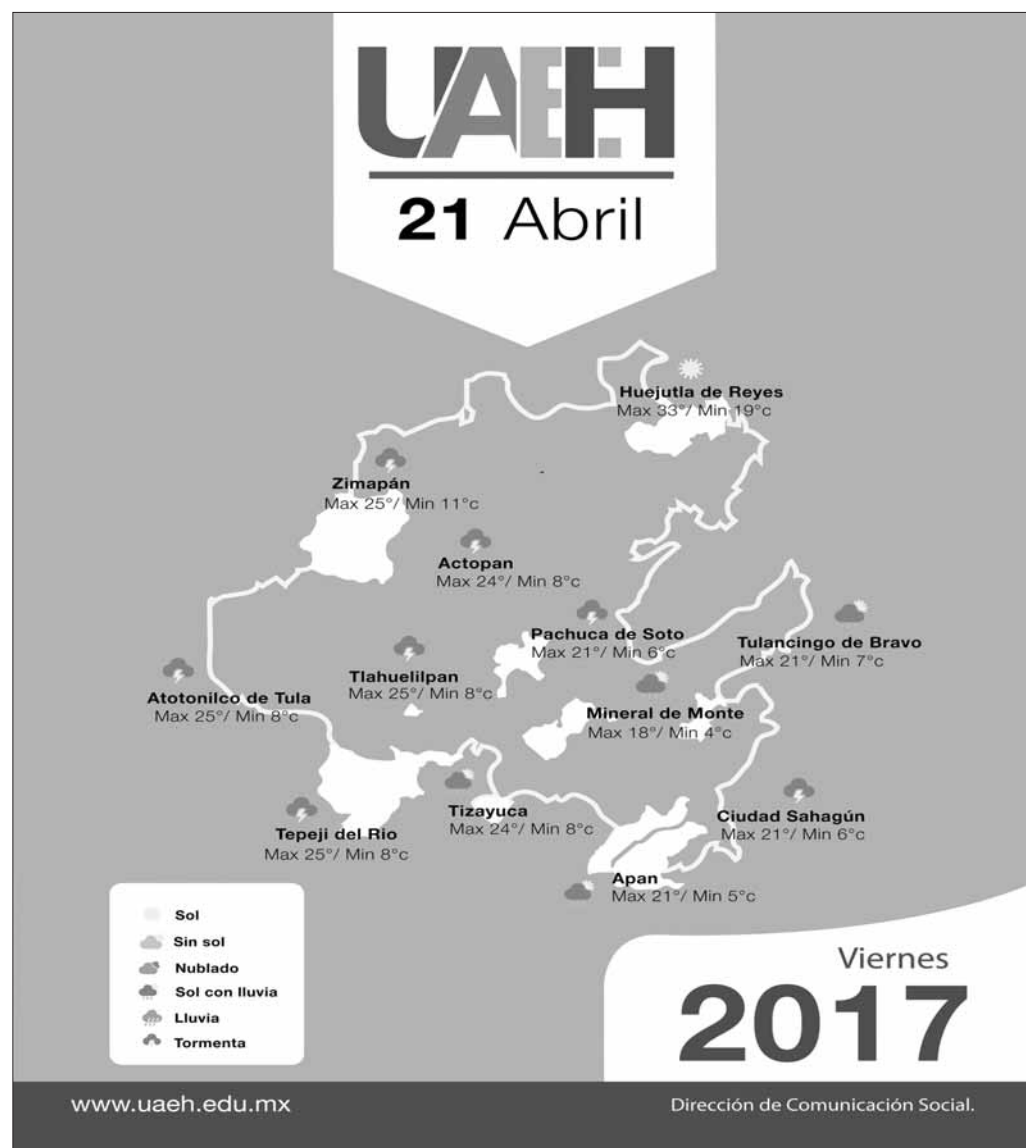 UAEH
21 Abril
Huejutla de Reyes
Max 33°/ Min 19°c
Zimapán
Max 25°/ Min 11°c
Actopan
Max 24°/ Min 8°c
Pachuca de Soto
Max 21°/ Min 6°c
Tulancingo de Bravo
Max 21°/ Min 7°c
Tlahuelilpan
Max 25°/ Min 8°c
Atotonilco de Tula
Max 25°/ Min 8°c
Mineral de Monte
Max 18°/ Min 4°c
Tizayuca
Max 24°/ Min 8°c
Ciudad Sahagún
Max 21°/ Min 6°c
Tepeji del Rio
Max 25°/ Min 8°c
Apan
Max 21°/ Min 5°c
Sol
Sin sol
Nublado
Sol con lluvia
Lluvia
Tormenta
Viernes
2017
www.uaeh.edu.mx
Dirección de Comunicación Social.